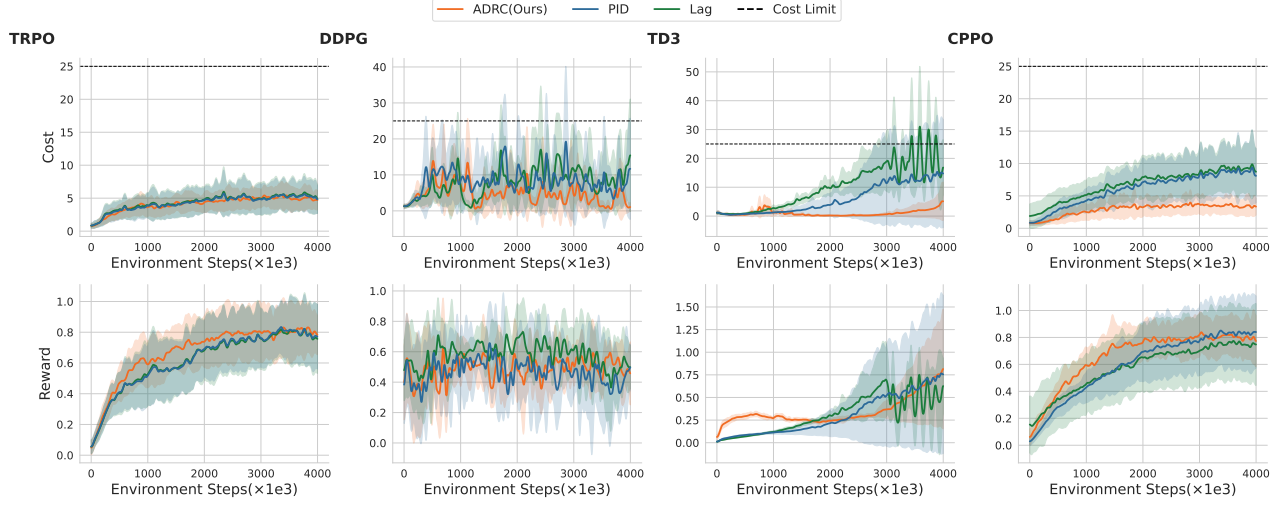 ADRC(Ours) PID Lag Cost Limit
TRPO DDPG TD3 CPPO
Cost
25
20
15
10
5
0
0 1000 2000 3000 4000
Environment Steps(×1e3)
40
30
20
10
0
0 1000 2000 3000 4000
Environment Steps(×1e3)
50
40
30
20
10
0
0 1000 2000 3000 4000
Environment Steps(×1e3)
25
20
15
10
5
0
0 1000 2000 3000 4000
Environment Steps(×1e3)
Reward
1.0
0.8
0.6
0.4
0.2
0.0
0 1000 2000 3000 4000
Environment Steps(×1e3)
1.0
0.8
0.6
0.4
0.2
0.0
0 1000 2000 3000 4000
Environment Steps(×1e3)
1.50
1.25
1.00
0.75
0.50
0.25
0.00
0 1000 2000 3000 4000
Environment Steps(×1e3)
1.0
0.8
0.6
0.4
0.2
0.0
0 1000 2000 3000 4000
Environment Steps(×1e3)